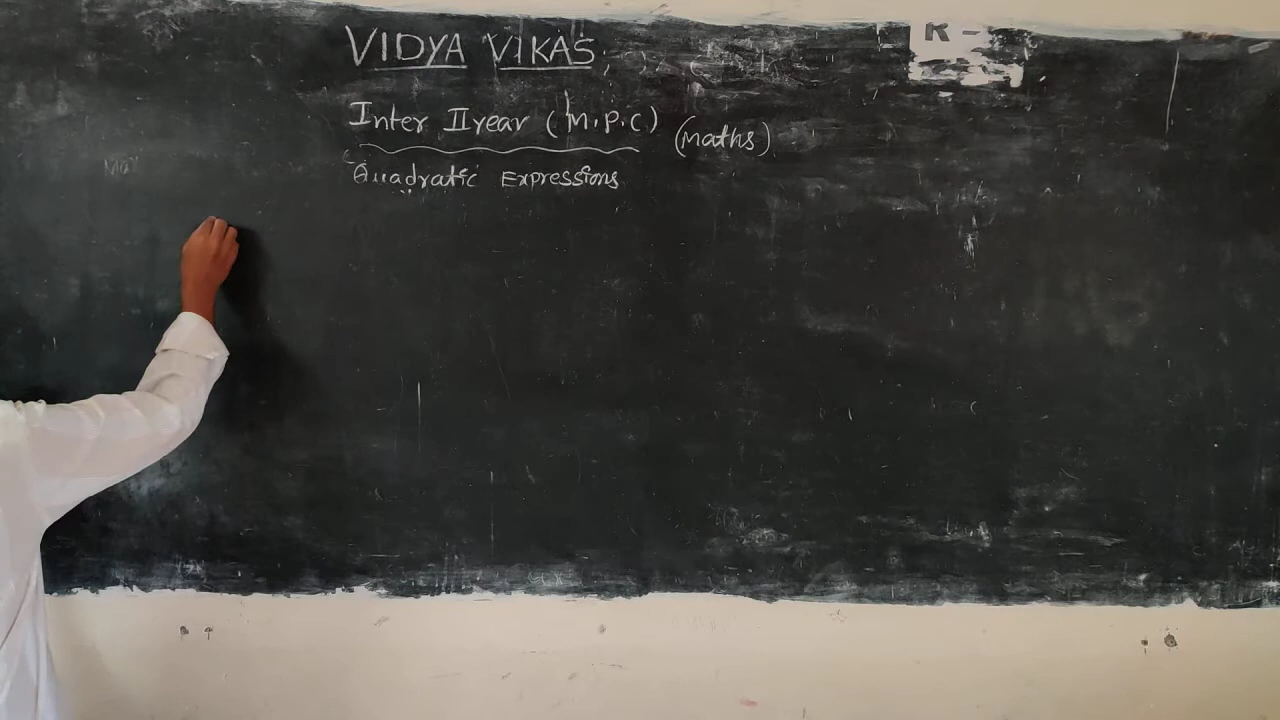 VIDYA VIKAS;
R -
Inter II year (M.P.C) (Maths)
Quadratic Expressions